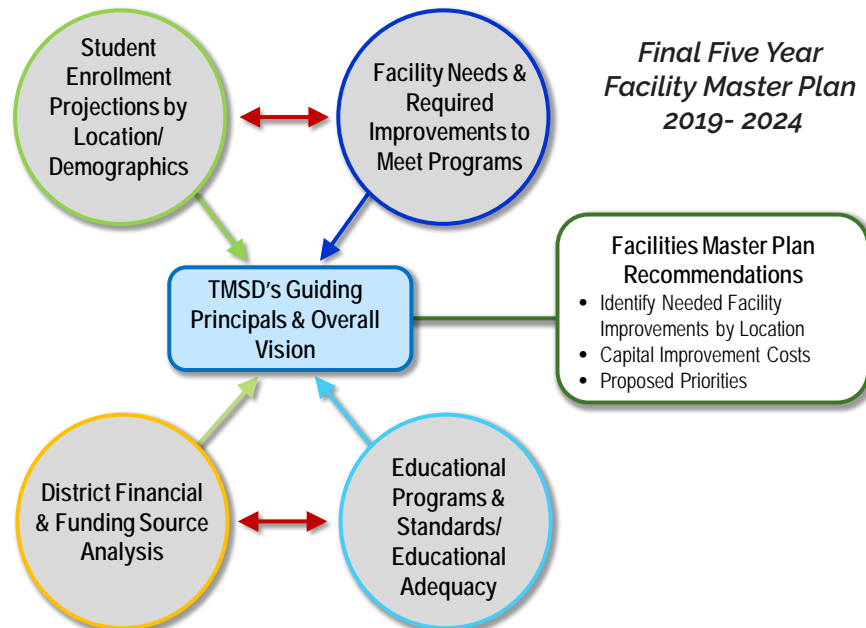 Student
Enrollment
Projections by
Location/
Demographics
Facility Needs &
Required
Improvements to
Meet Programs
Final Five Year
Facility Master Plan
2019- 2024
TMSD's Guiding
Principals & Overall
Vision
Facilities Master Plan
Recommendations
• Identify Needed Facility
Improvements by Location
• Capital Improvement Costs
• Proposed Priorities
District Financial
& Funding Source
Analysis
Educational
Programs &
Standards/
Educational
Adequacy